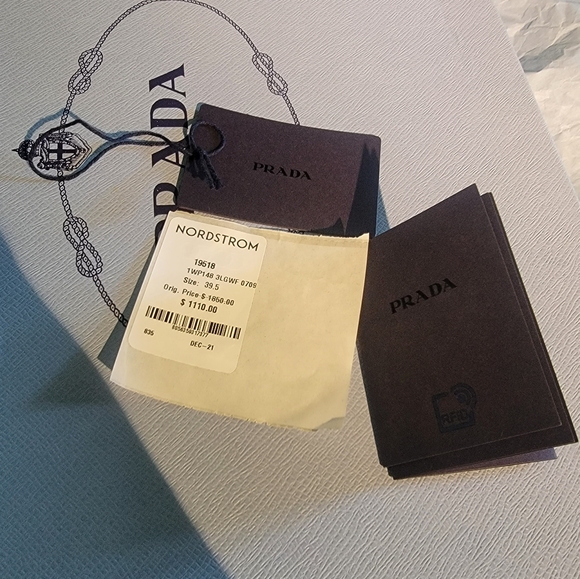 PRADA
PRADA
NORDSTROM
19518
1WP148 3LGWF 0709
Size: 39.5
Orig. Price $ 1850.00
$ 1110.00
835
DEC-21
PRADA
RFID